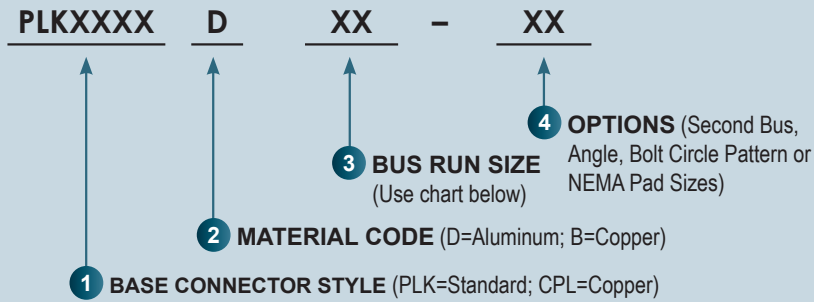 PLKXXXX D XX – XX
4 OPTIONS (Second Bus,
Angle, Bolt Circle Pattern or
NEMA Pad Sizes)
3 BUS RUN SIZE
(Use chart below)
2 MATERIAL CODE (D=Aluminum; B=Copper)
1 BASE CONNECTOR STYLE (PLK=Standard; CPL=Copper)